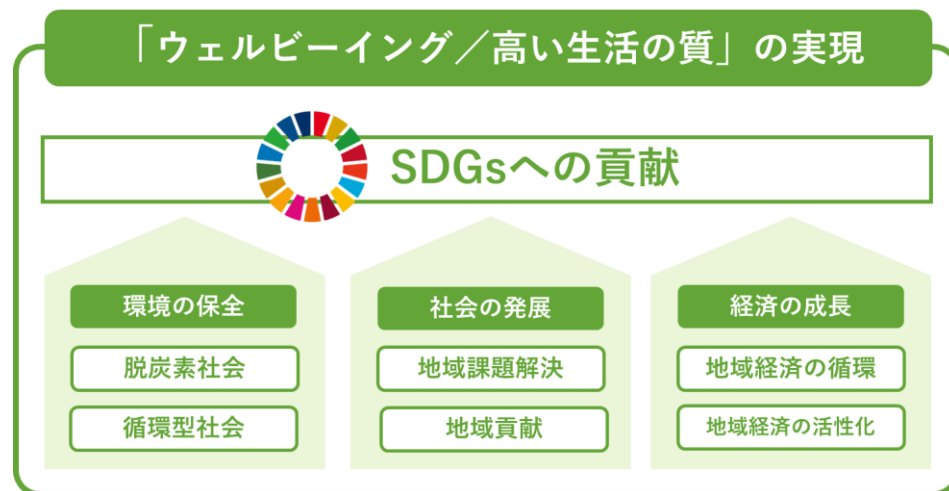 「ウェルビーイング／高い生活の質」の実現
SDGsへの貢献
環境の保全
脱炭素社会
循環型社会
社会の発展
地域課題解決
地域貢献
経済の成長
地域経済の循環
地域経済の活性化